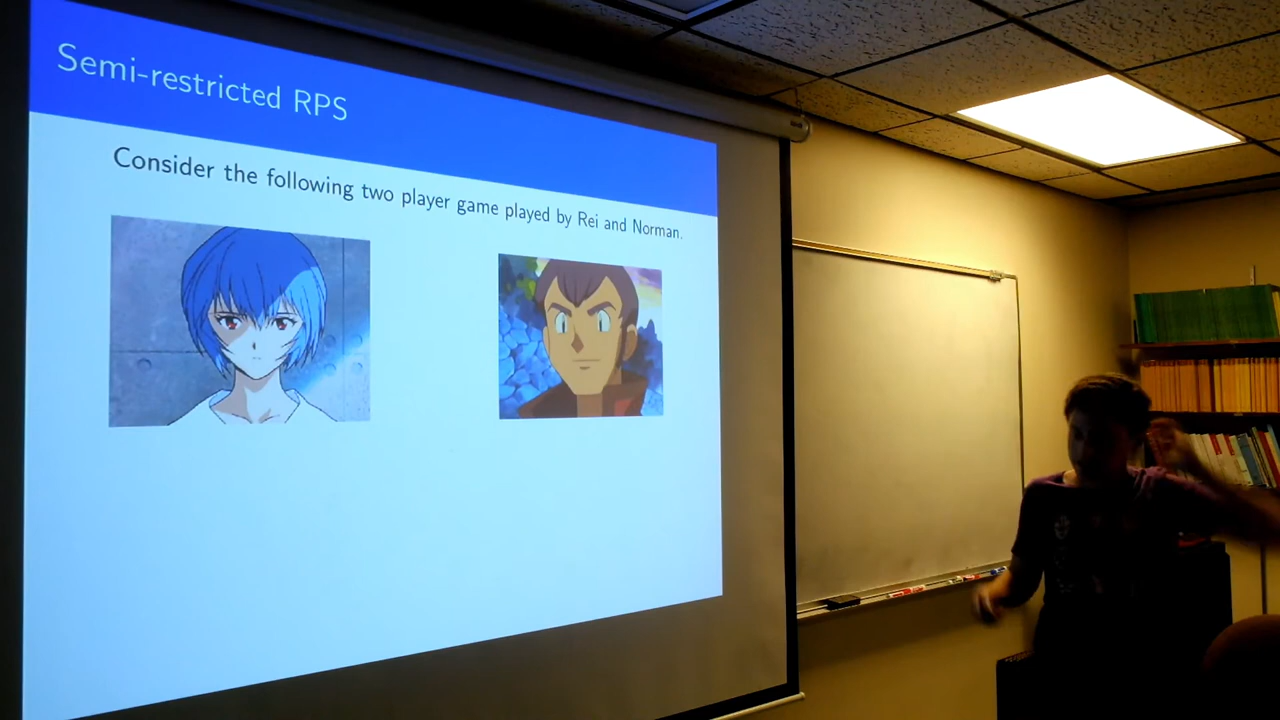 Semi-restricted RPS
Consider the following two player game played by Rei and Norman.